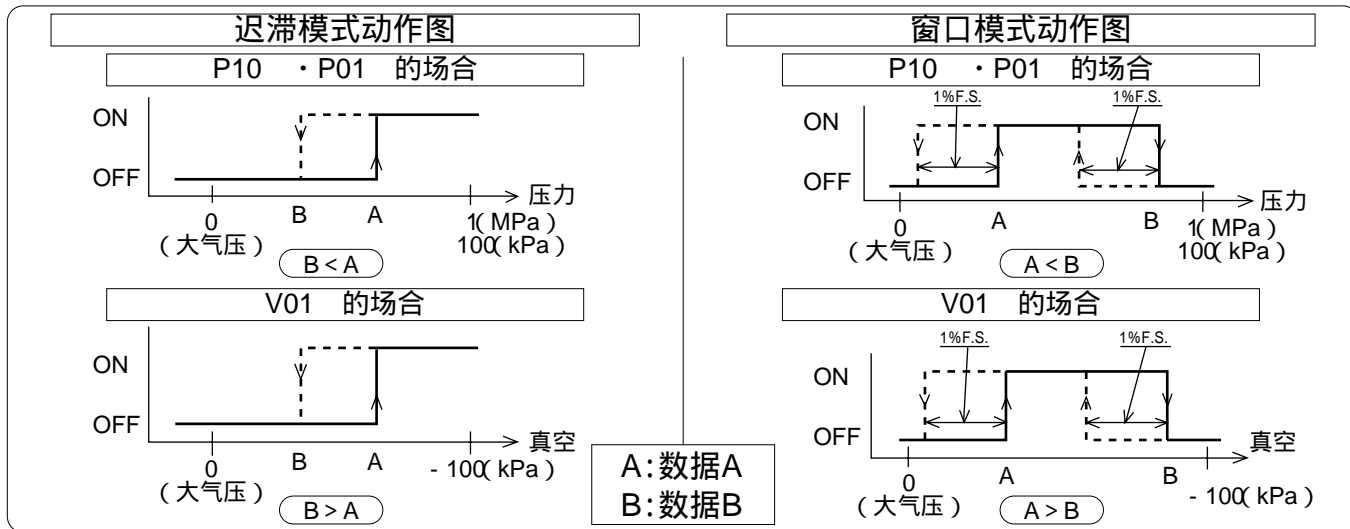 迟滞模式动作图
P10 ・P01 的场合
ON
OFF
压力
0
B
A
1(MPa)
(大气压)
100(kPa)
B<A
V01 的场合
ON
OFF
真空
0
B
A
- 100(kPa)
(大气压)
B>A
A:数据A
B:数据B
窗口模式动作图
P10 ・P01 的场合
1%F.S.
1%F.S.
ON
OFF
压力
0
A
B
1(MPa)
(大气压)
100(kPa)
A<B
V01 的场合
1%F.S.
1%F.S.
ON
OFF
真空
0
A
B
- 100(kPa)
(大气压)
A>B